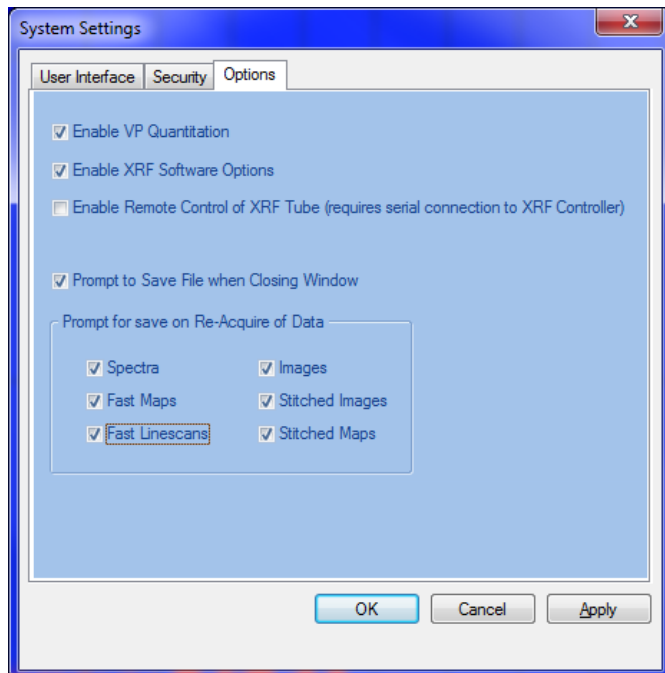 System Settings
User Interface Security Options
Enable VP Quantitation
Enable XRF Software Options
Enable Remote Control of XRF Tube (requires serial connection to XRF Controller)
Prompt to Save File when Closing Window
Prompt for save on Re-Acquire of Data
Spectra Images
Fast Maps Stitched Images
Fast Linescans Stitched Maps
OK Cancel Apply